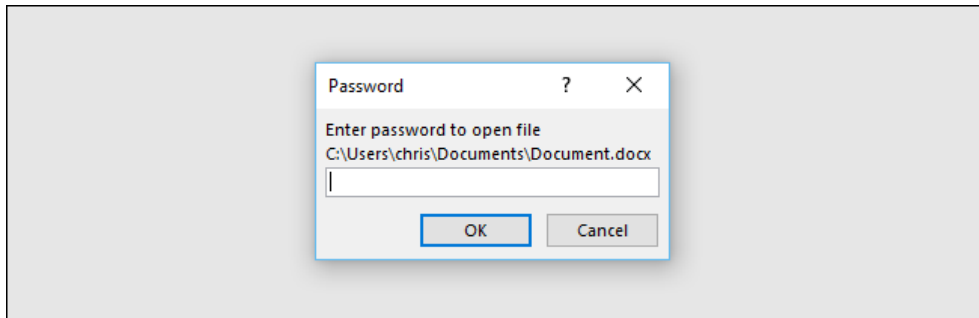 Password ?
Enter password to open file
C:\Users\chris\Documents\Document.docx
OK Cancel